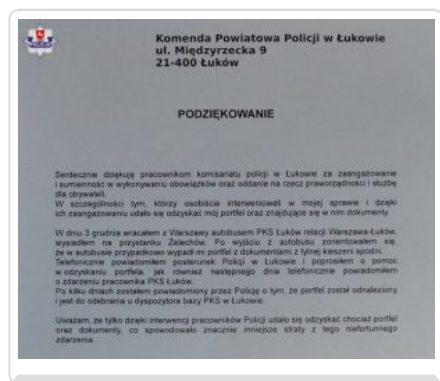 Komenda Powiatowa Policji w Łukowie
ul. Międzyrzecka 9
21-400 Łuków
PODZIĘKOWANIE
Serdecznie dziękuję pracownikom komisariatu policji w Łukowie za zaangażowanie
i sumienność w wykonywaniu obowiązków oraz oddanie na rzecz praworządności i służbę
dla obywateli.
W szczególności tym, którzy osobiście interweniowali w mojej sprawie i dzięki
ich zaangażowaniu udało się odzyskać mój portfel oraz znajdujące się w nim dokumenty.
W dniu 3 grudnia wracałem z Warszawy autobusem PKS Łuków relacji Warszawa-Łuków,
wysiadłem na przystanku Żelechów. Po wyjściu z autobusu zorientowałem się,
że w autobusie przypadkowo wypadł mi portfel z dokumentami z tylnej kieszeni spodni.
Telefonicznie powiadomiłem posterunek Policji w Łukowie i poprosiłem o pomoc
w odzyskaniu portfela, jak również następnego dnia telefonicznie powiadomiłem
o zdarzeniu pracownika PKS Łuków.
Po kilku dniach zostałem powiadomiony przez Policję o tym, że portfel został odnaleziony
i jest do odebrania u dyspozytora bazy PKS w Łukowie.
Uważam, że tylko dzięki interwencji pracowników Policji udało się odzyskać chociaż portfel
oraz dokumenty, co spowodowało znacznie mniejsze straty z tego niefortunnego
zdarzenia.